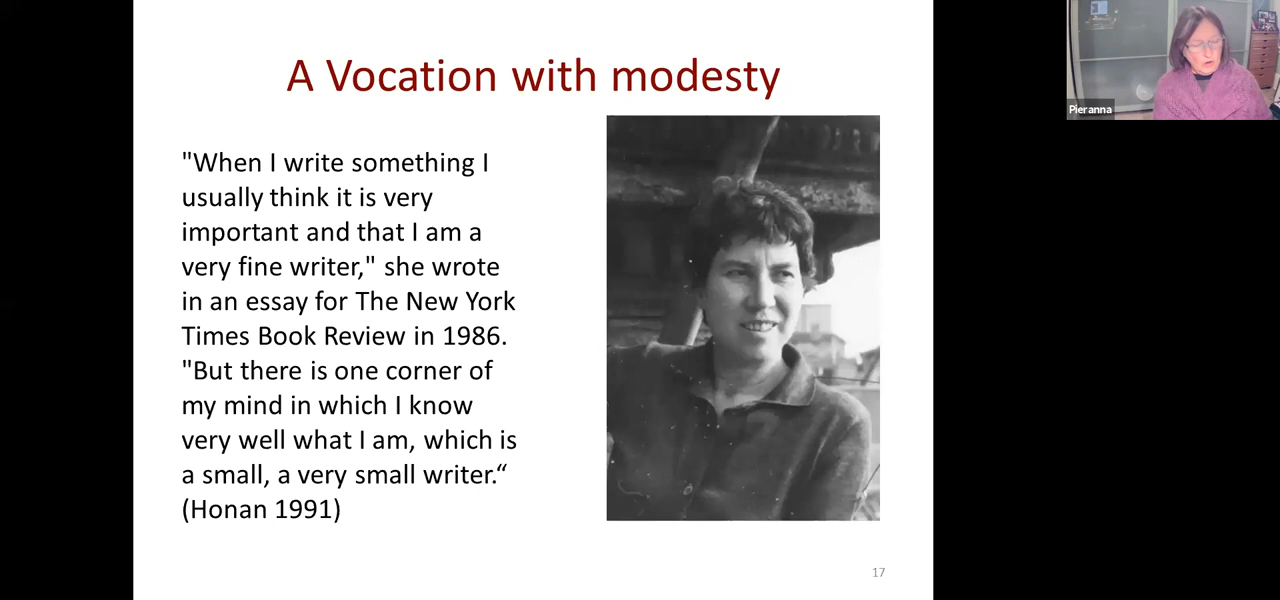 A Vocation with modesty
"When I write something I
usually think it is very
important and that I am a
very fine writer," she wrote
in an essay for The New York
Times Book Review in 1986.
"But there is one corner of
my mind in which I know
very well what I am, which is
a small, a very small writer.“
(Honan 1991)
17
Pieranna